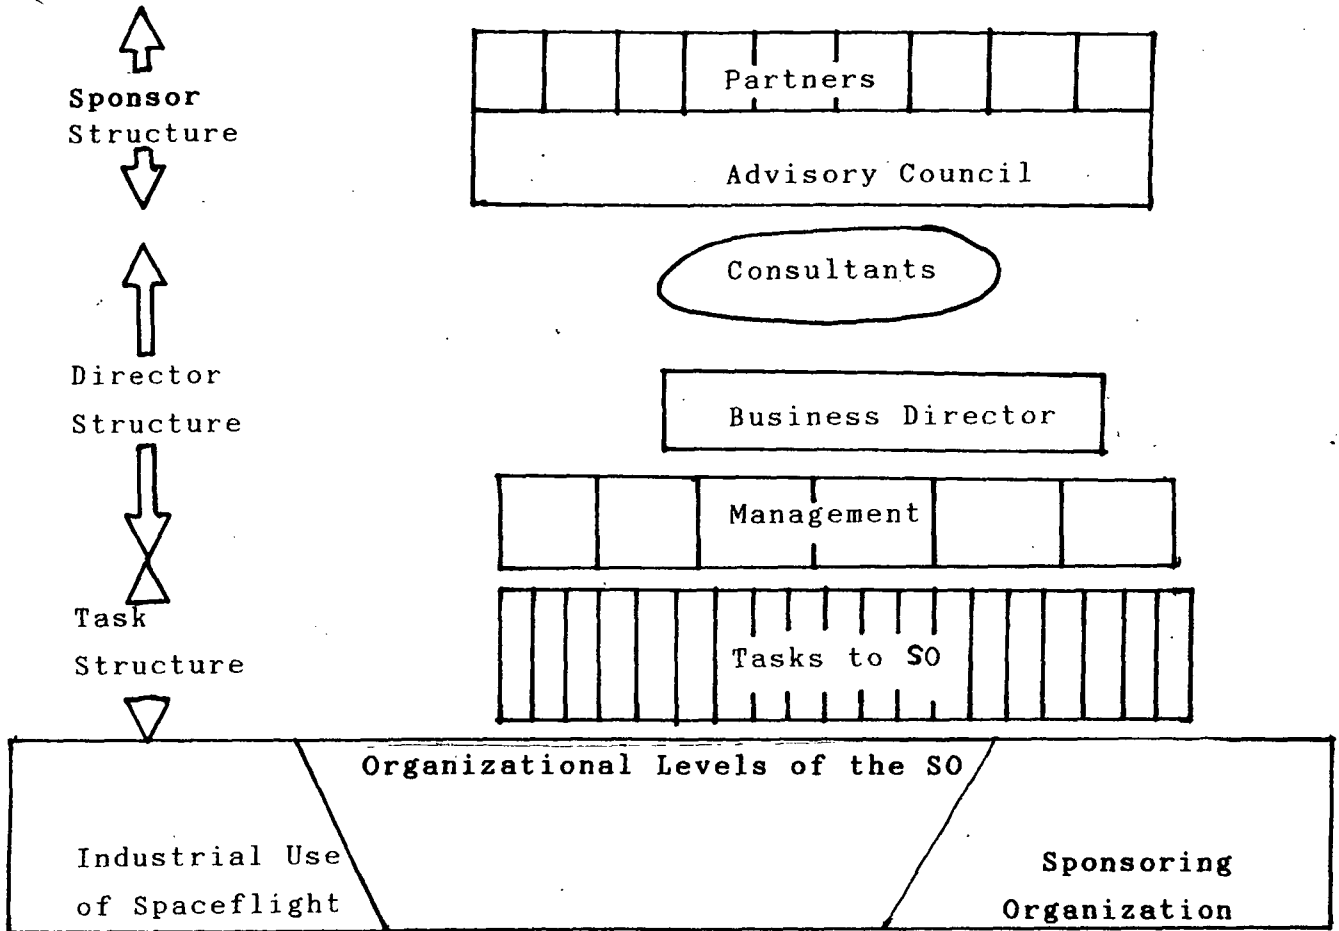 Sponsor
Structure
Partners
Advisory Council
Consultants
Director
Structure
Business Director
Management
Task
Structure
Tasks to SO
Organizational Levels of the SO
Industrial Use
of Spaceflight
Sponsoring
Organization